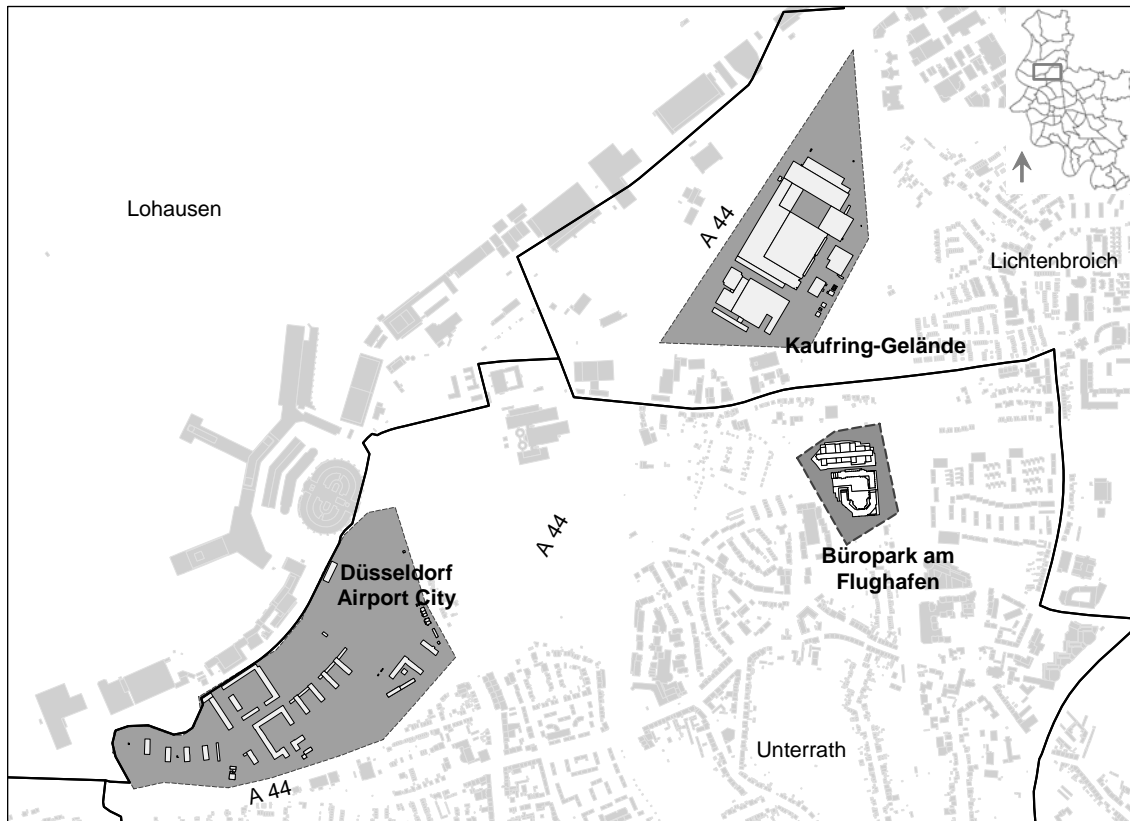 Lohausen
A 44
Lichtenbroich
Kaufring-Gelände
A 44
Büropark am
Flughafen
Düsseldorf
Airport City
Unterrath
A 44